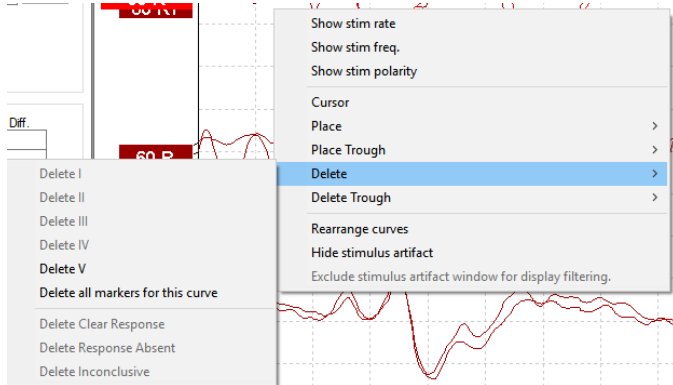 Show stim rate
Show stim freq.
Show stim polarity
Cursor
Place
Place Trough
Delete
Delete Trough
Rearrange curves
Hide stimulus artifact
Exclude stimulus artifact window for display filtering.
Diff.
Delete I
Delete II
Delete III
Delete IV
Delete V
Delete all markers for this curve
Delete Clear Response
Delete Response Absent
Delete Inconclusive